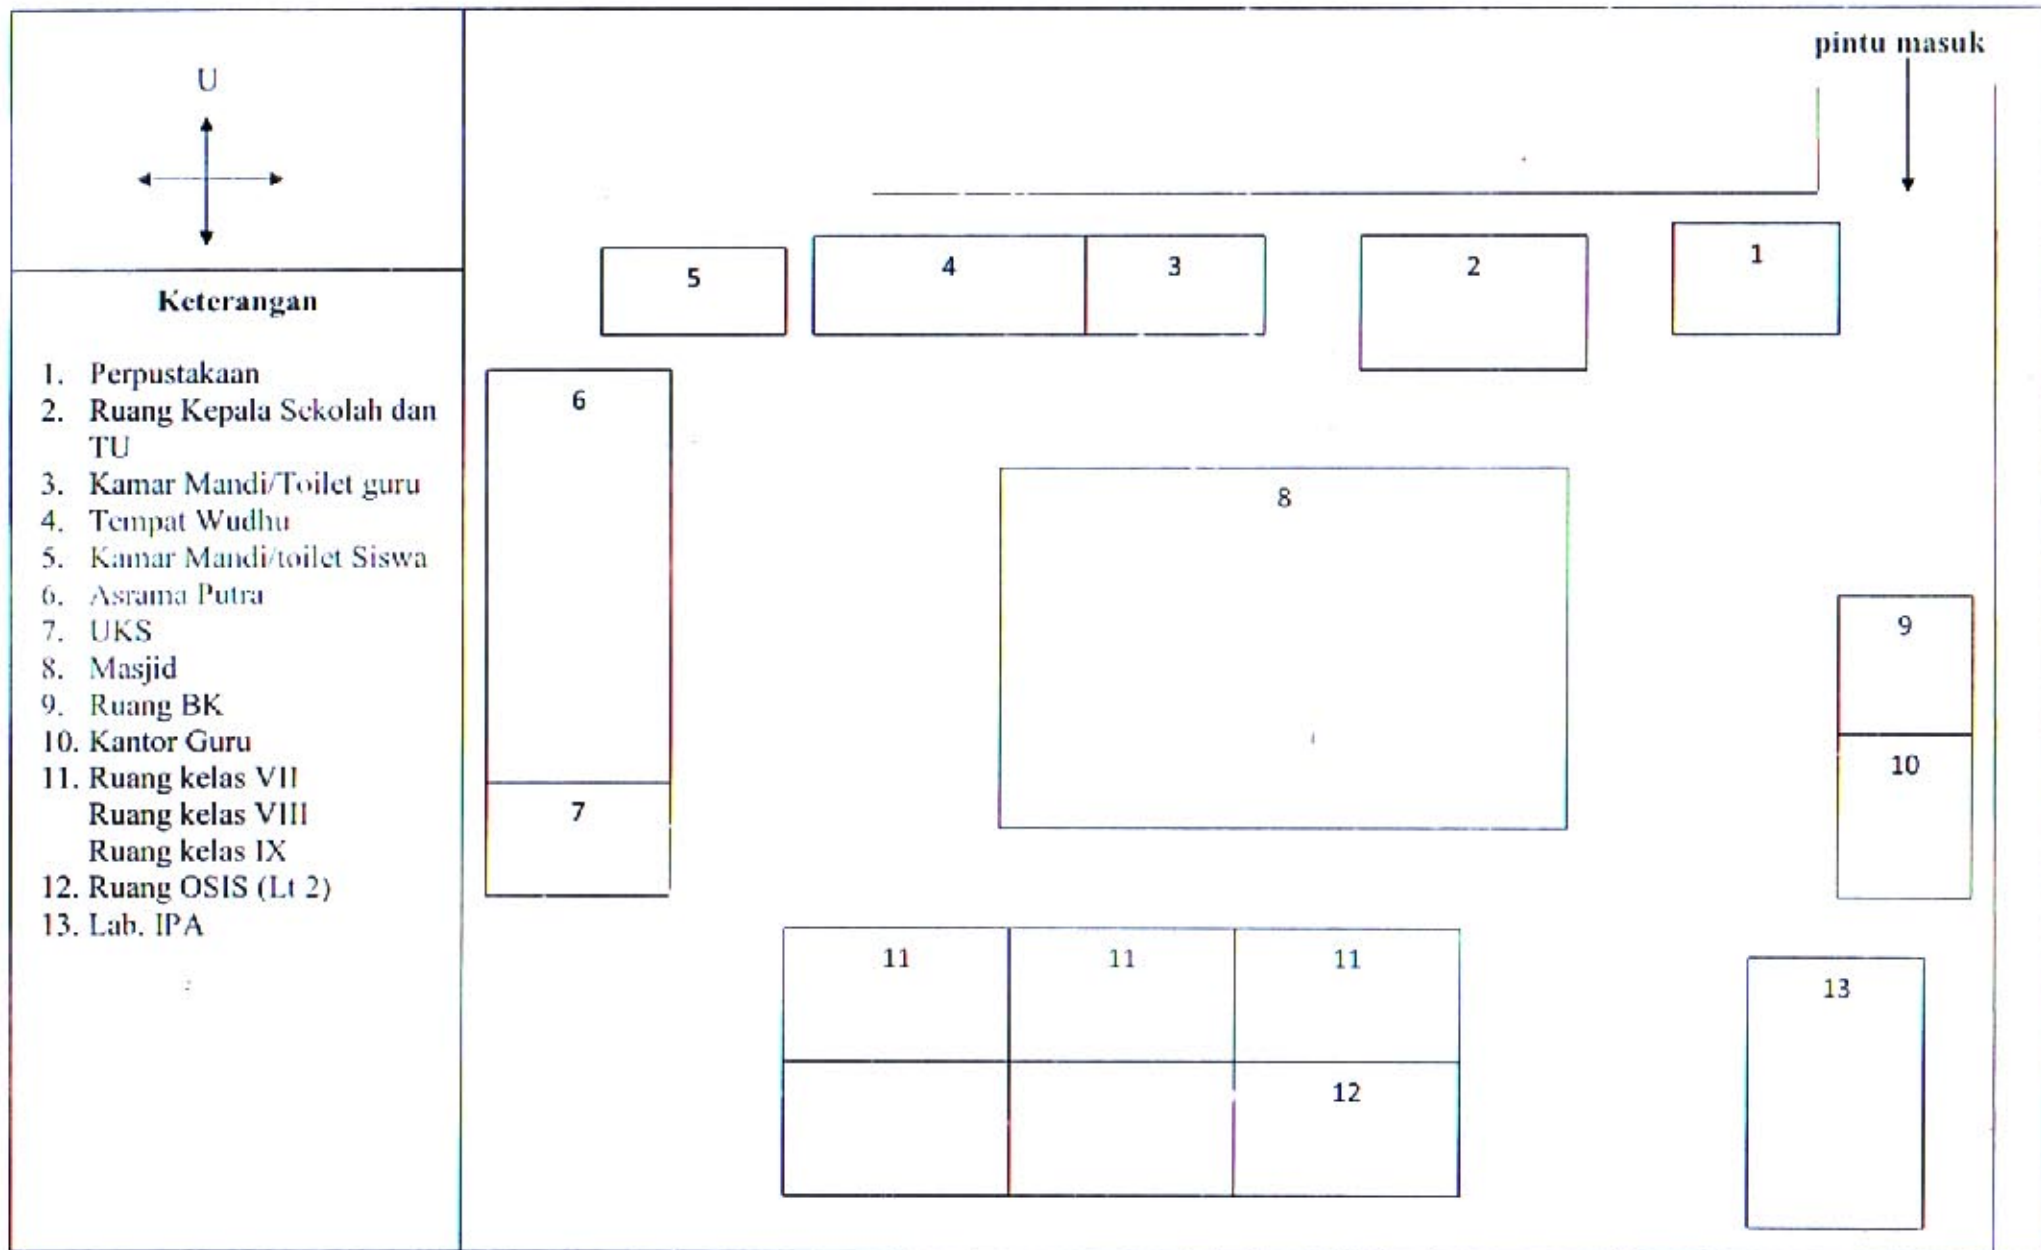 U
Keterangan
1. Perpustakaan
2. Ruang Kepala Sekolah dan
TU
3. Kamar Mandi/Toilet guru
4. Tempat Wudhu
5. Kamar Mandi/toilet Siswa
6. Asrama Putra
7. UKS
8. Masjid
9. Ruang BK
10. Kantor Guru
11. Ruang kelas VII
Ruang kelas VIII
Ruang kelas IX
12. Ruang OSIS (Lt 2)
13. Lab. IPA
pintu masuk
5
4
3
2
1
6
8
9
10
7
11
11
11
13
12